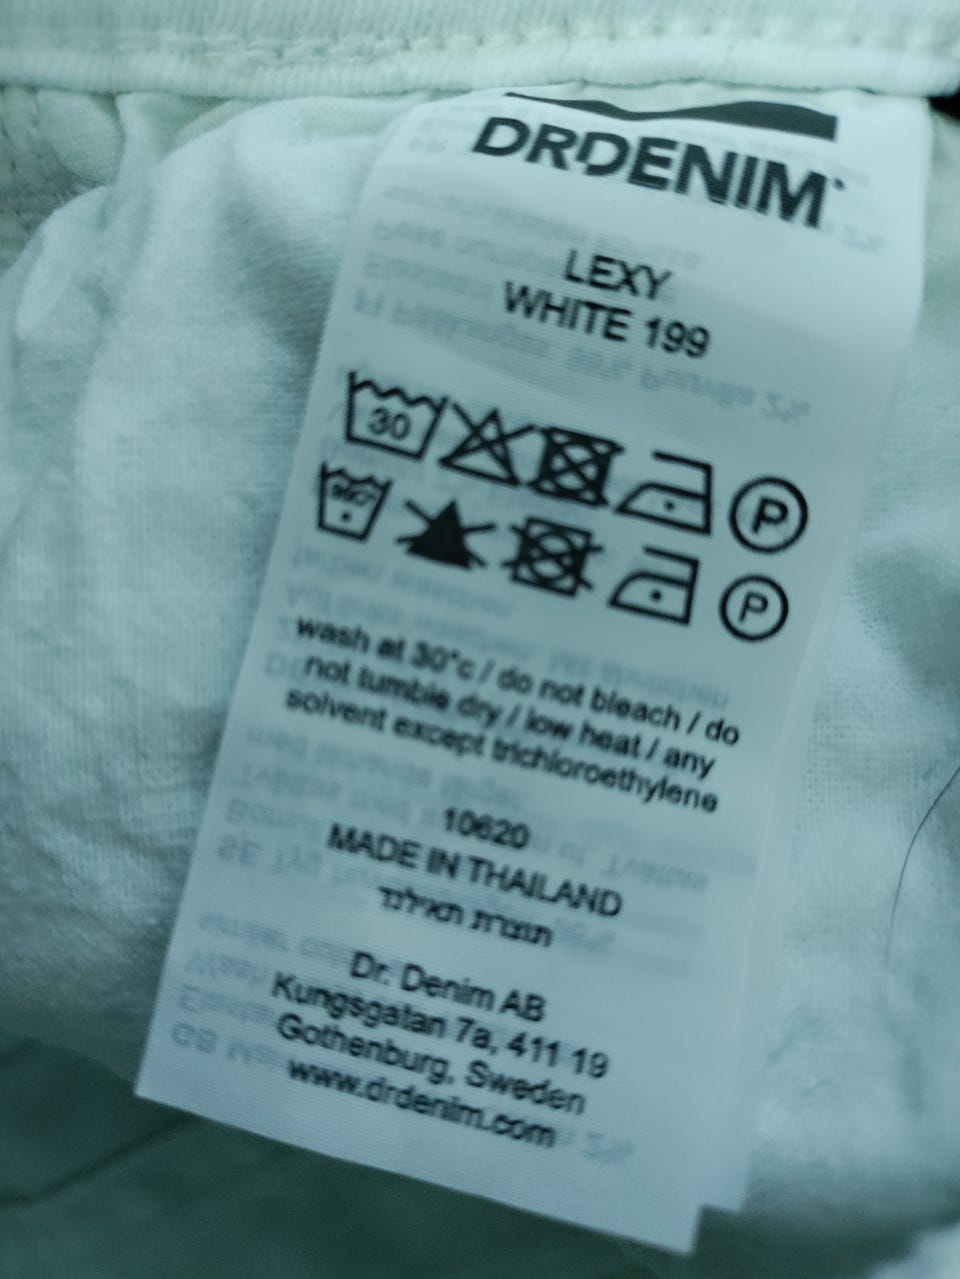 DRDENIM
LEXY
WHITE 199
30
P
P
wash at 30°c / do not bleach / do
not tumble dry / low heat / any
solvent except trichloroethylene
10620
MADE IN THAILAND
תוצרת תאילנד
Dr. Denim AB
Kungsgatan 7a, 411 19
Gothenburg, Sweden
www.drdenim.com